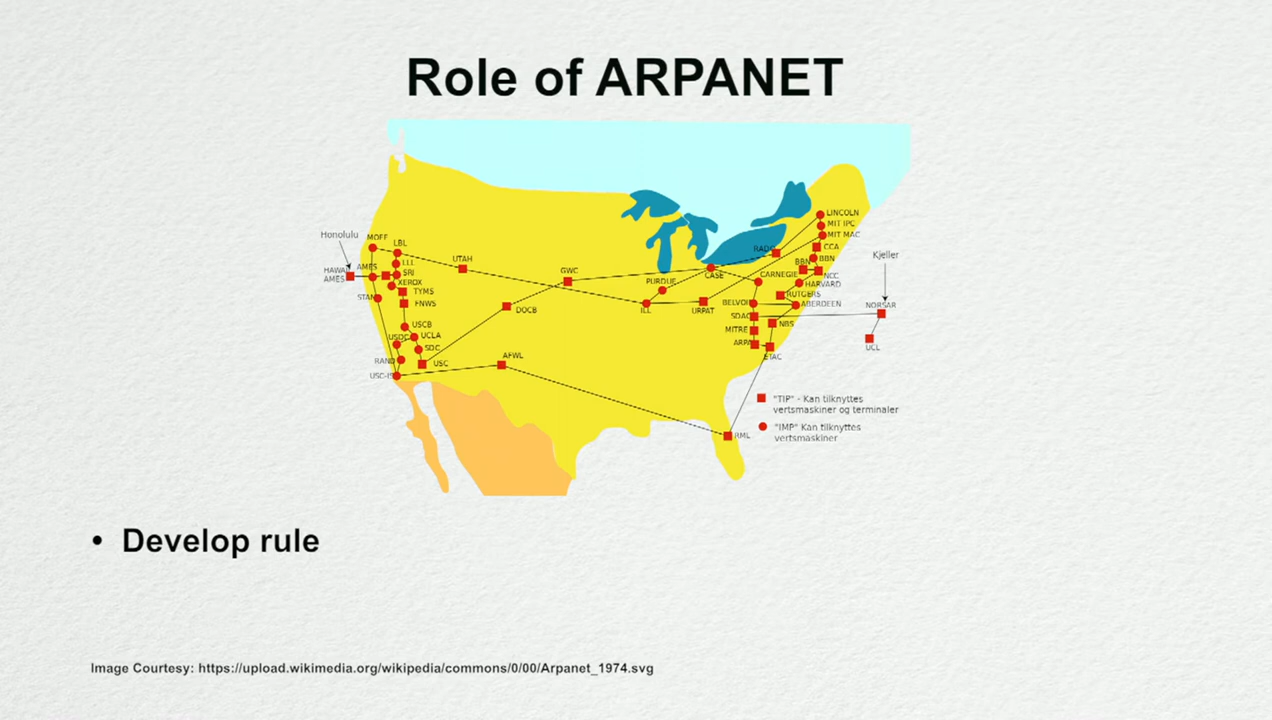 Role of ARPANET
LINCOLN
MIT IPC
MIT MAC
Honolulu
MOFF
LBL
CCA
RADC
Kjeller
UTAH
LLL
BBN
BBN
HAWAII
AMES
AMES
SRI
GWC
CASE
CARNEGIE
NCC
XEROX
PURDUE
HARVARD
TYMS
STAN
RUTGERS
FNWS
DOCB
ILL
URPAT
BELVOIR
ABERDEEN
NORSAR
SDAC
USCB
NBS
MITRE
UCLA
ARPA
SDC
UCL
ETAC
AFWL
RAND
USC
USC-IS
"TIP" - Kan tilknyttes
vertsmaskiner og terminaler
"IMP" Kan tilknyttes
vertsmaskiner
RML
• Develop rule
Image Courtesy: https://upload.wikimedia.org/wikipedia/commons/0/00/Arpanet_1974.svg